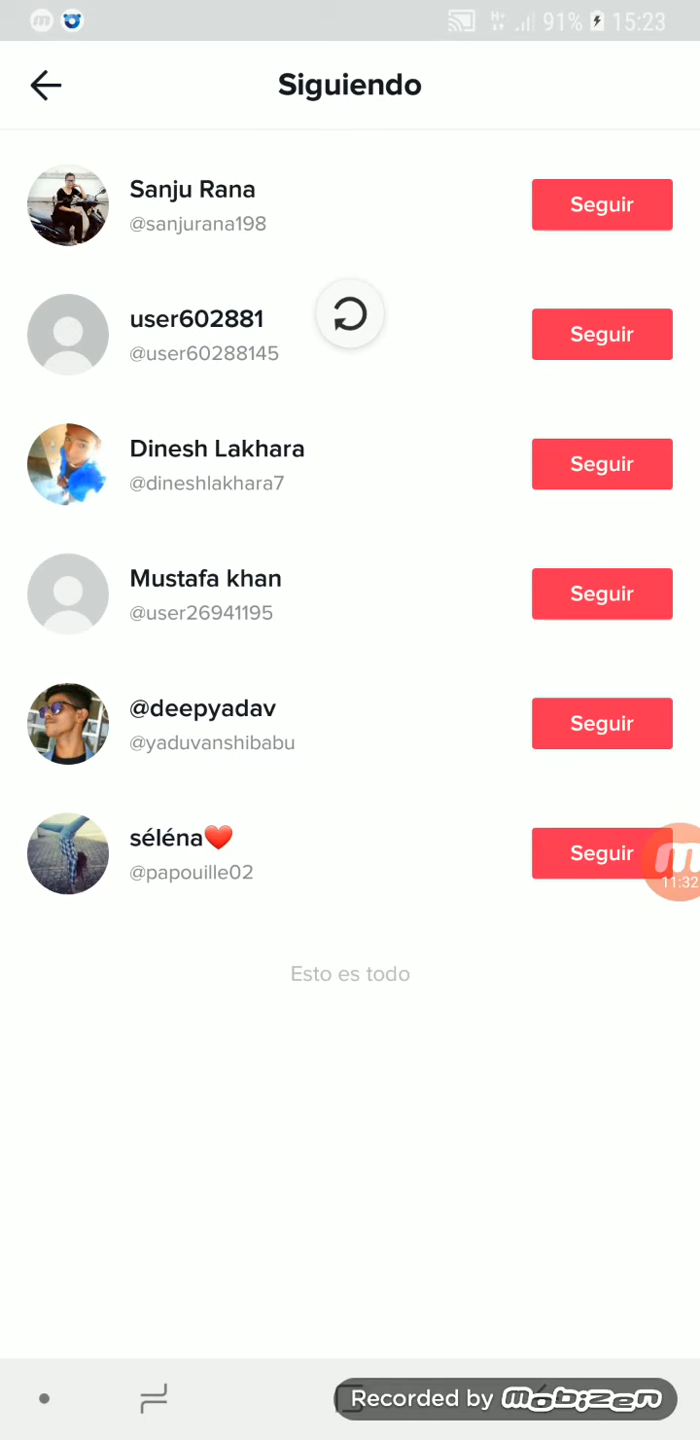 91% 15:23
Siguiendo
Sanju Rana
@sanjurana198
Seguir
user602881
@user60288145
Seguir
Dinesh Lakhara
@dineshlakhara7
Seguir
Mustafa khan
@user26941195
Seguir
@deepyadav
@yaduvanshibabu
Seguir
séléna❤️
@papouille02
Seguir
11:32
Esto es todo
Recorded by mobizen